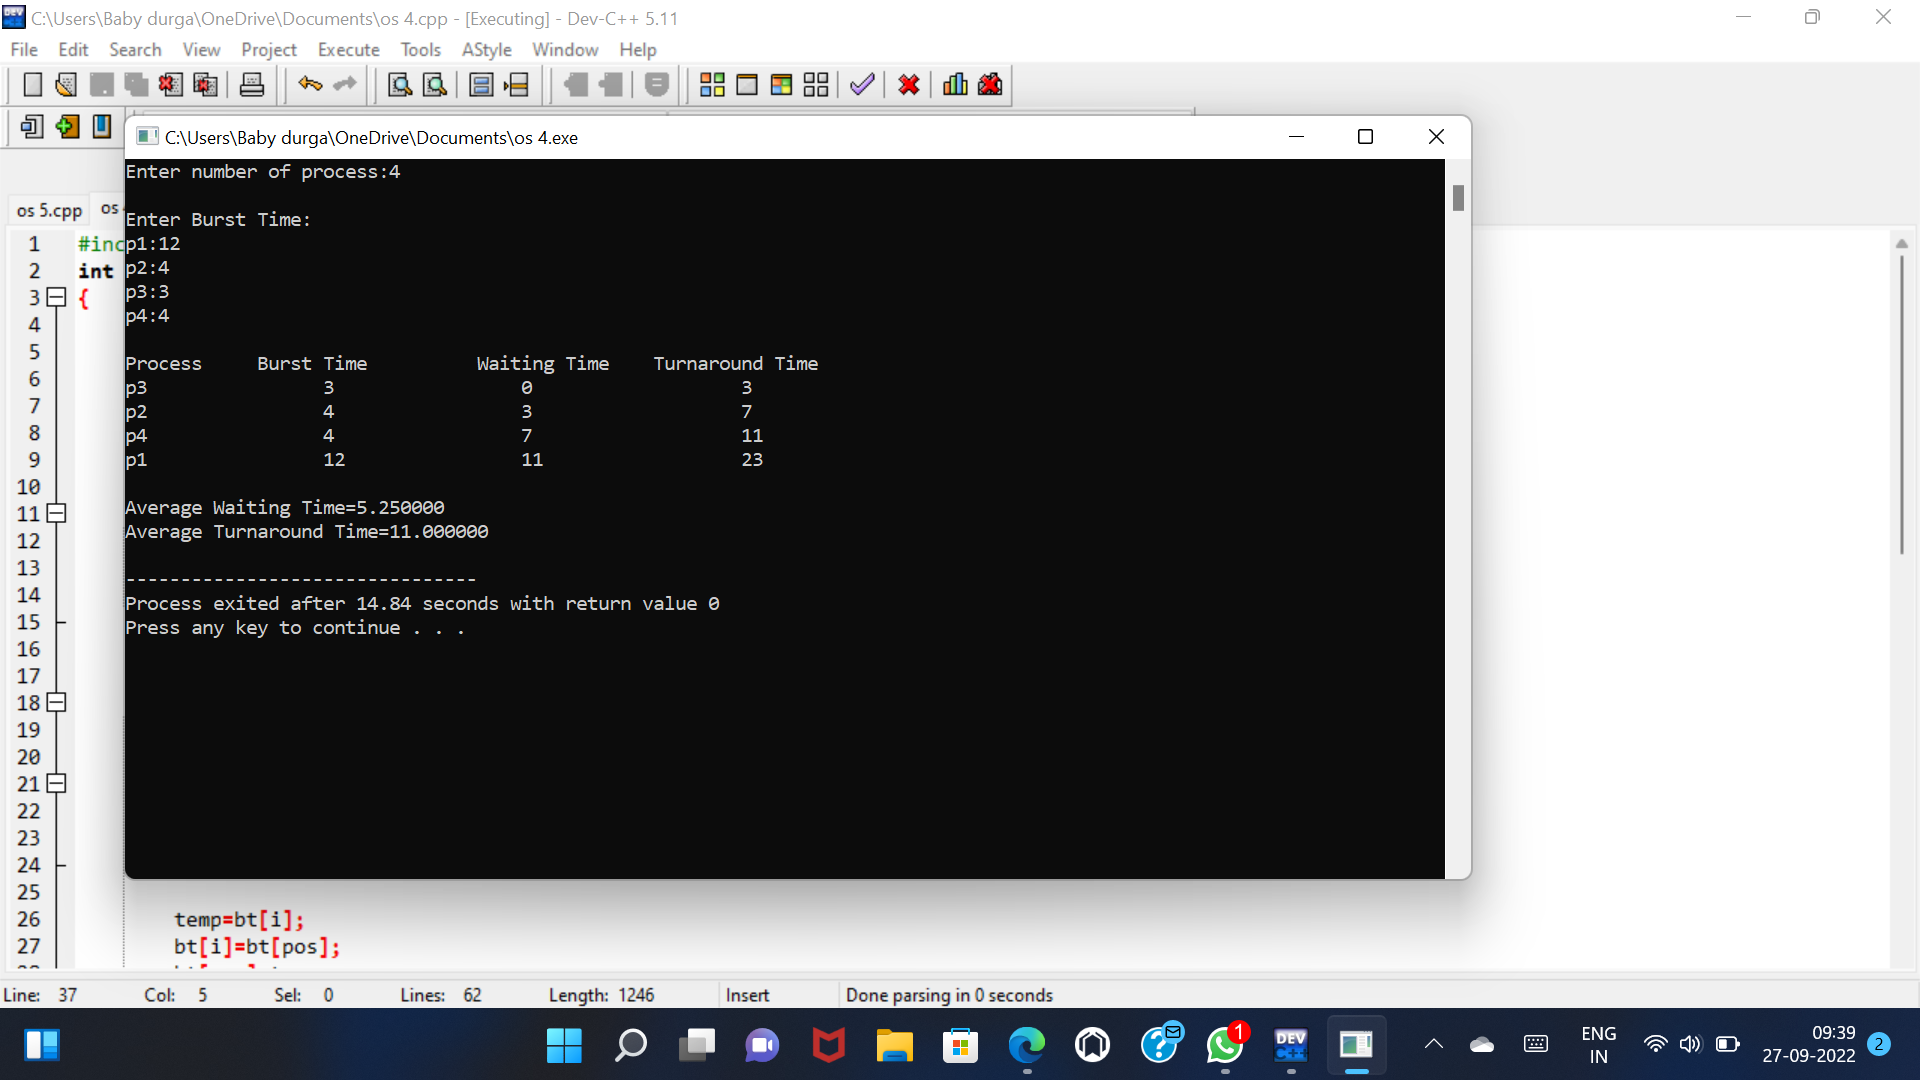 C:\Users\Baby durga\OneDrive\Documents\os 4.cpp - [Executing] - Dev-C++ 5.11
File Edit Search View Project Execute Tools AStyle Window Help
C:\Users\Baby durga\OneDrive\Documents\os 4.exe
Enter number of process:4
Enter Burst Time:
p1:12
p2:4
p3:3
p4:4
Process Burst Time Waiting Time Turnaround Time
p3 3 0 3
p2 4 3 7
p4 4 7 11
p1 12 11 23
Average Waiting Time=5.250000
Average Turnaround Time=11.000000
--------------------------------
Process exited after 14.84 seconds with return value 0
Press any key to continue . . .
os 5.cpp os
1 #inc
2 int
3 {
4
5
6
7
8
9
10
11
12
13
14
15
16
17
18
19
20
21
22
23
24
25
26 temp=bt[i];
27 bt[i]=bt[pos];
Line: 37 Col: 5 Sel: 0 Lines: 62 Length: 1246 Insert Done parsing in 0 seconds
DEV
C++
1
ENG
IN
09:39
27-09-2022
2